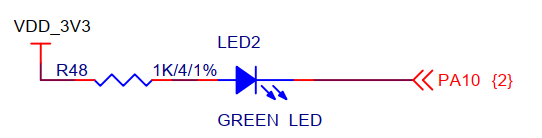 VDD_3V3
LED2
R48 1K/4/1%
PA10 {2}
GREEN LED